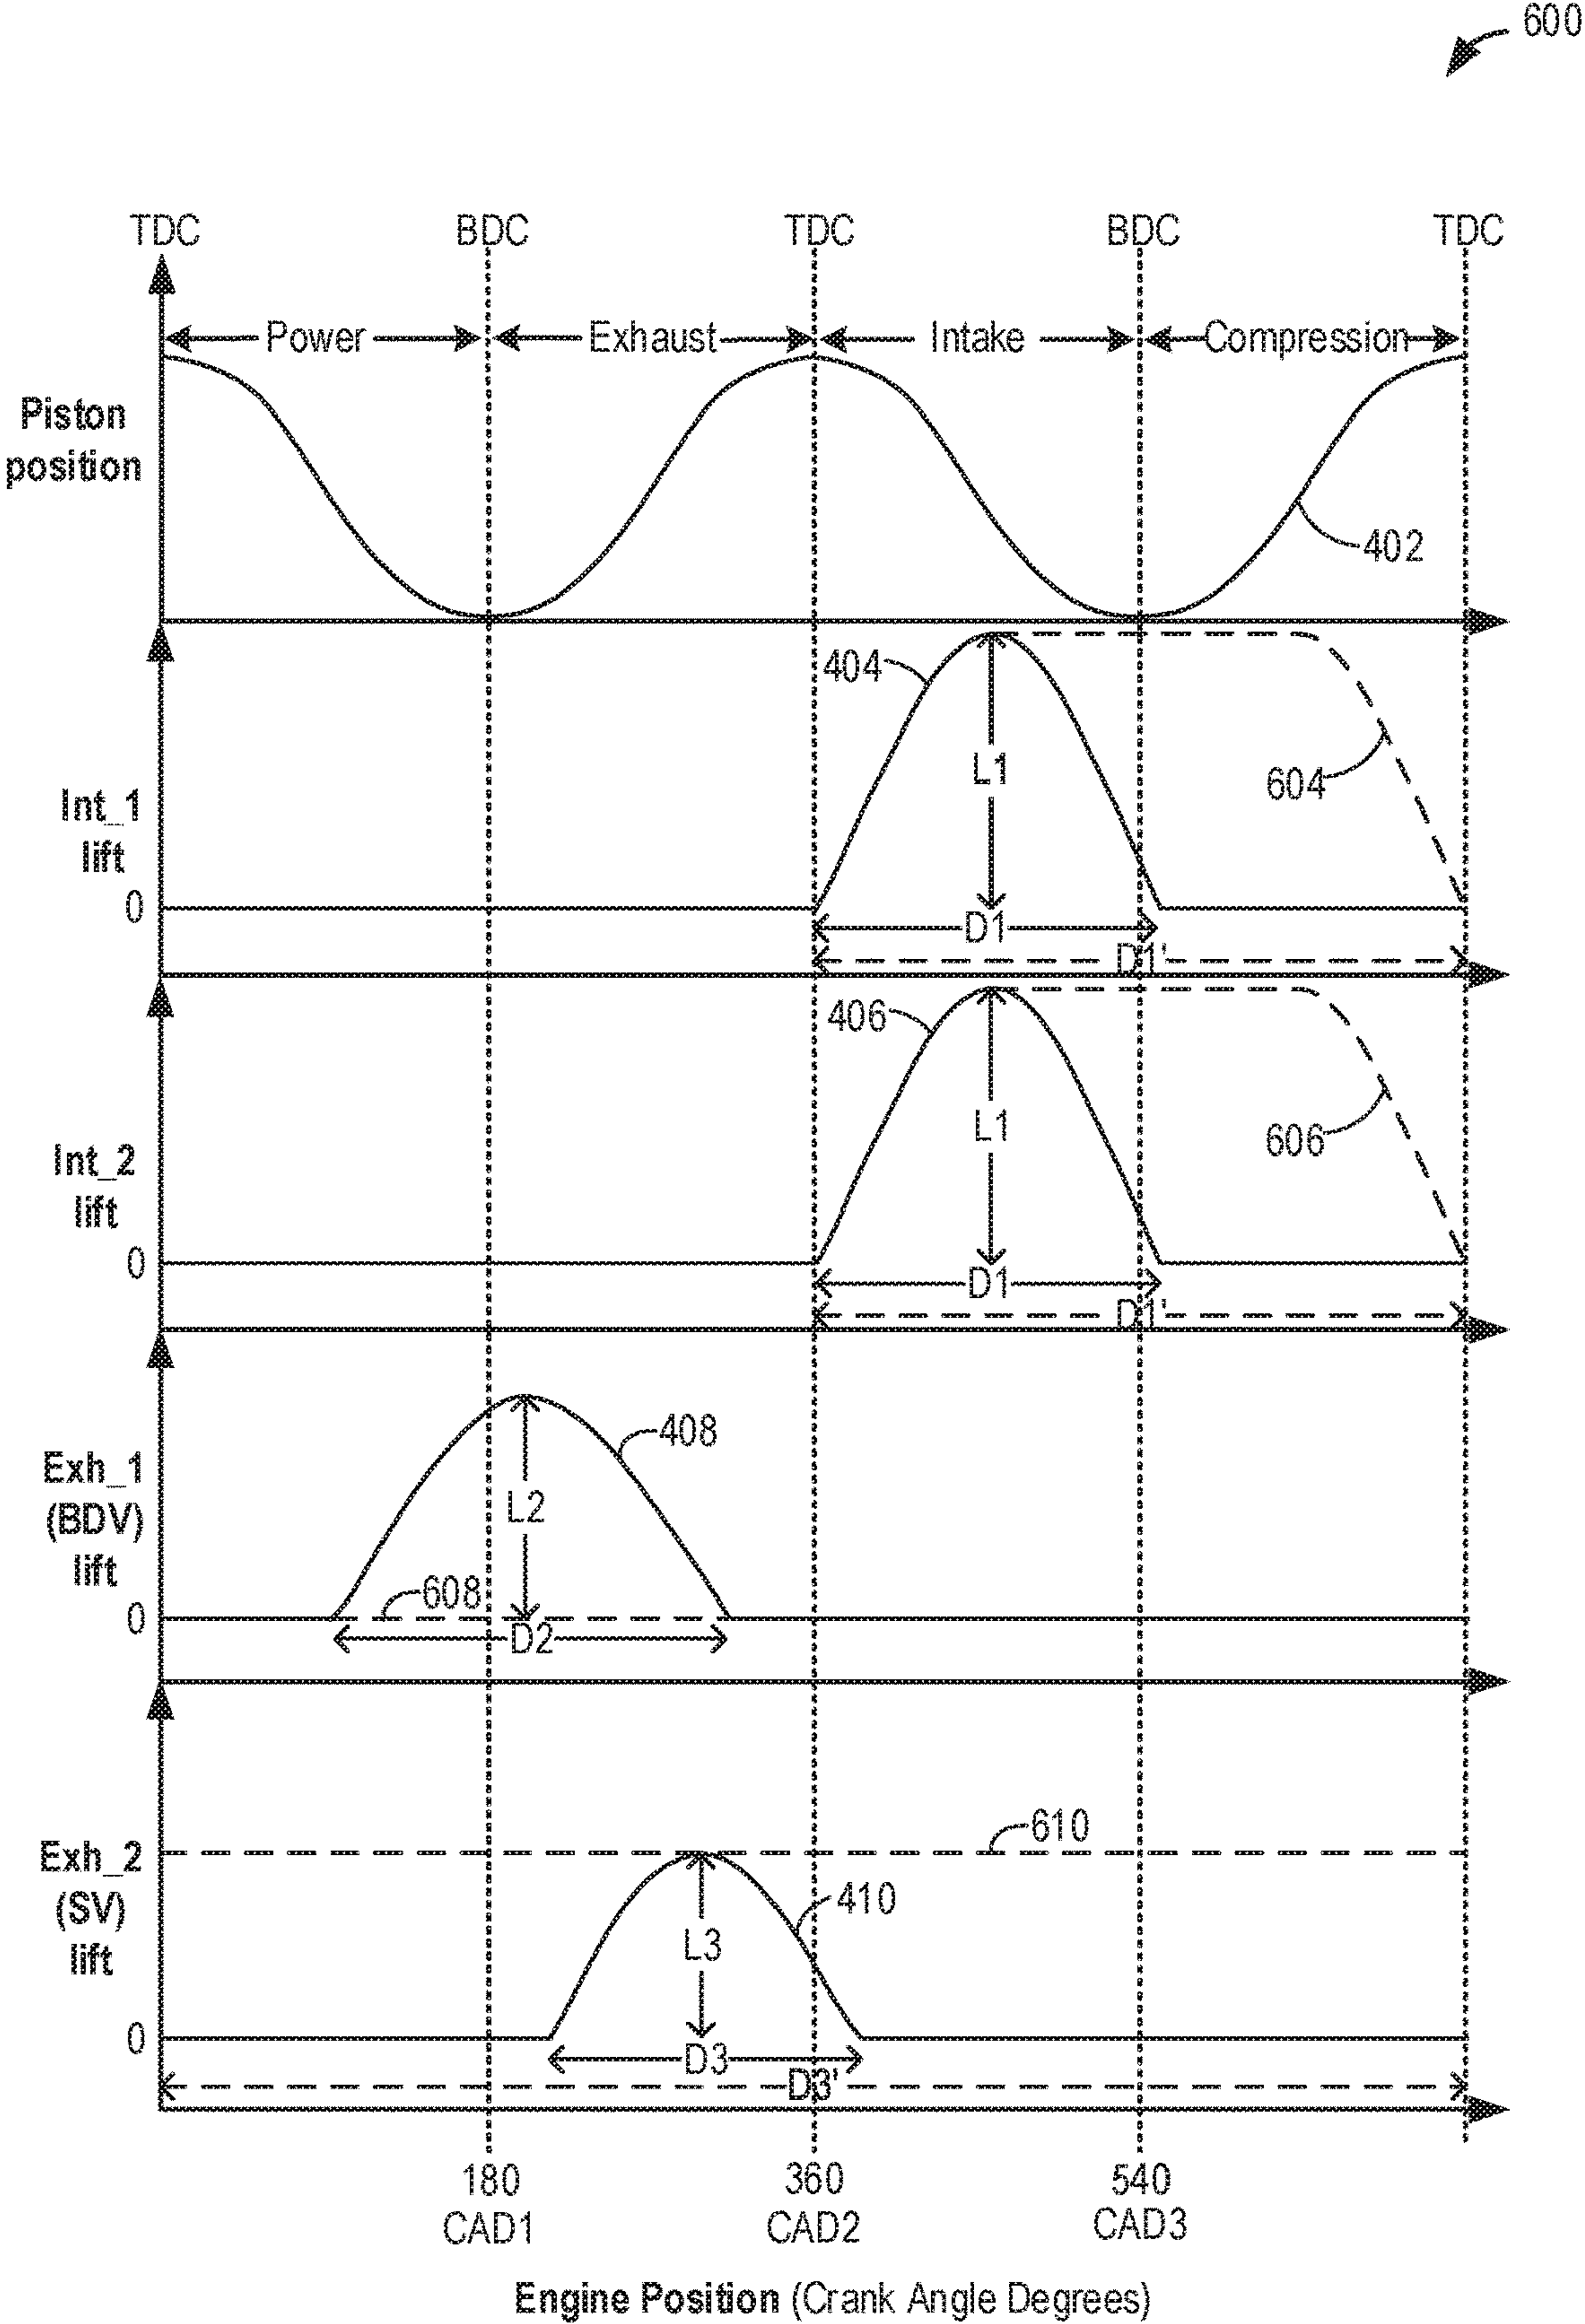 600
TDC BDC TDC BDC TDC
Power Exhaust Intake Compression
Piston
position
402
404
L1
604
Int_1
lift
0
D1
D1'
406
L1
606
Int_2
lift
0
D1
D1'
408
Exh_1
(BDV)
lift
L2
608
0
D2
610
Exh_2
(SV)
lift
410
L3
0
D3
D3'
180 360 540
CAD1 CAD2 CAD3
Engine Position (Crank Angle Degrees)